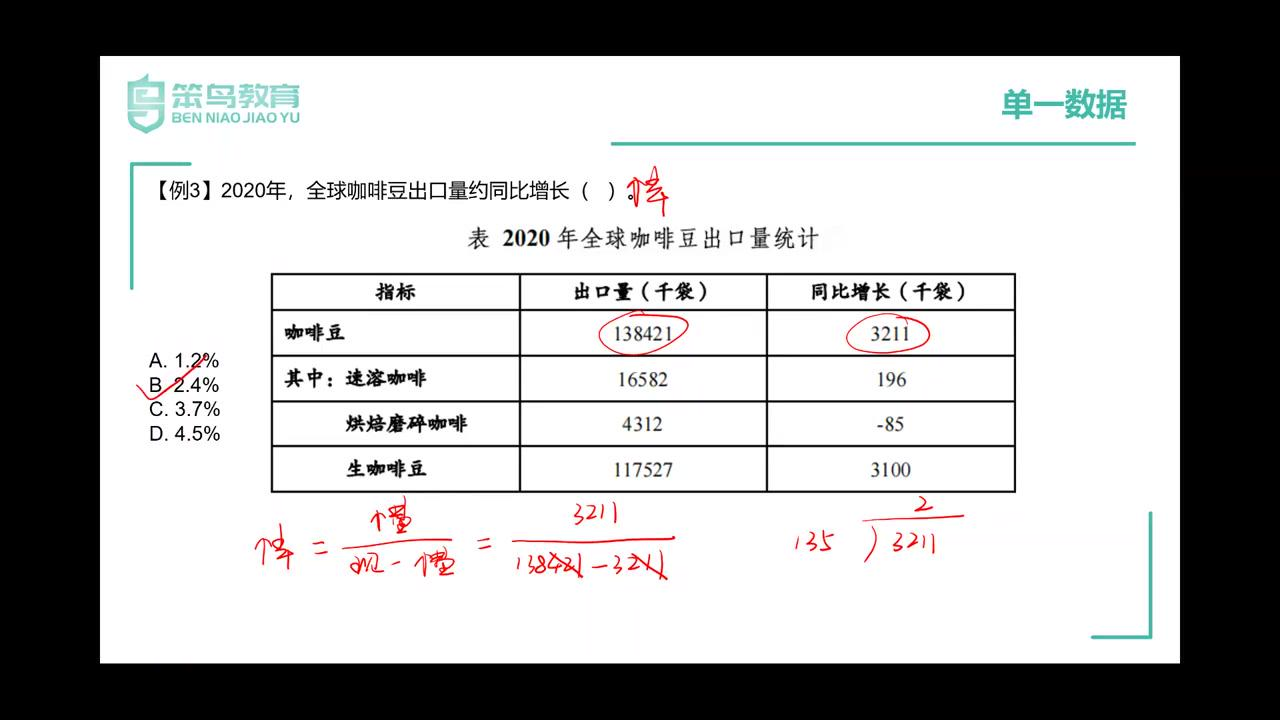 笨鸟教育
BEN NIAO JIAO YU
单一数据
【例3】2020年，全球咖啡豆出口量约同比增长（ ）。
表 2020 年全球咖啡豆出口量统计
指标 出口量（千袋） 同比增长（千袋）
咖啡豆 138421 3211
其中：速溶咖啡 16582 196
烘焙磨碎咖啡 4312 -85
生咖啡豆 117527 3100
A. 1.2%
B. 2.4%
C. 3.7%
D. 4.5%
= = 3211
138421 - 3211
2
135 ) 3211